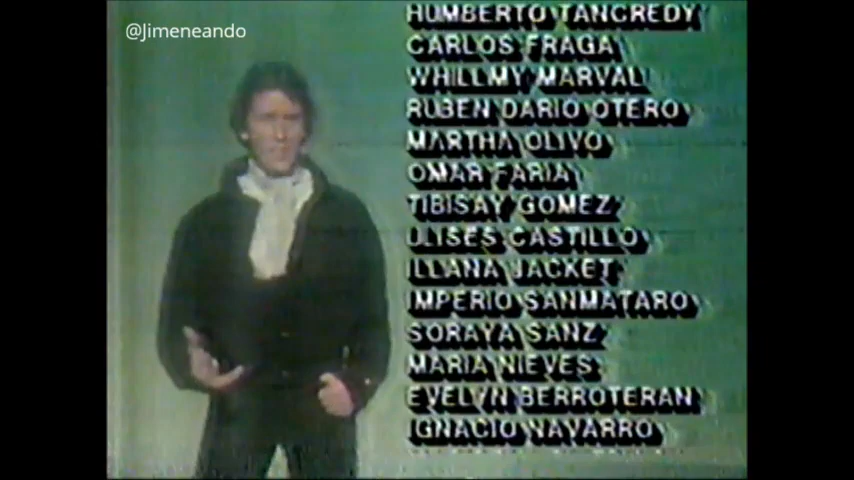 @Jimeneando
HUMBERTO TANCREDY
CARLOS FRAGA
WHILLMY MARVAL
RUBEN DARIO OTERO
MARTHA OLIVO
OMAR FARIA
TIBISAY GOMEZ
ULISES CASTILLO
ILLANA JACKET
IMPERIO SANMATARO
SORAYA SANZ
MARIA NIEVES
EVELYN BERROTERAN
IGNACIO NAVARRO